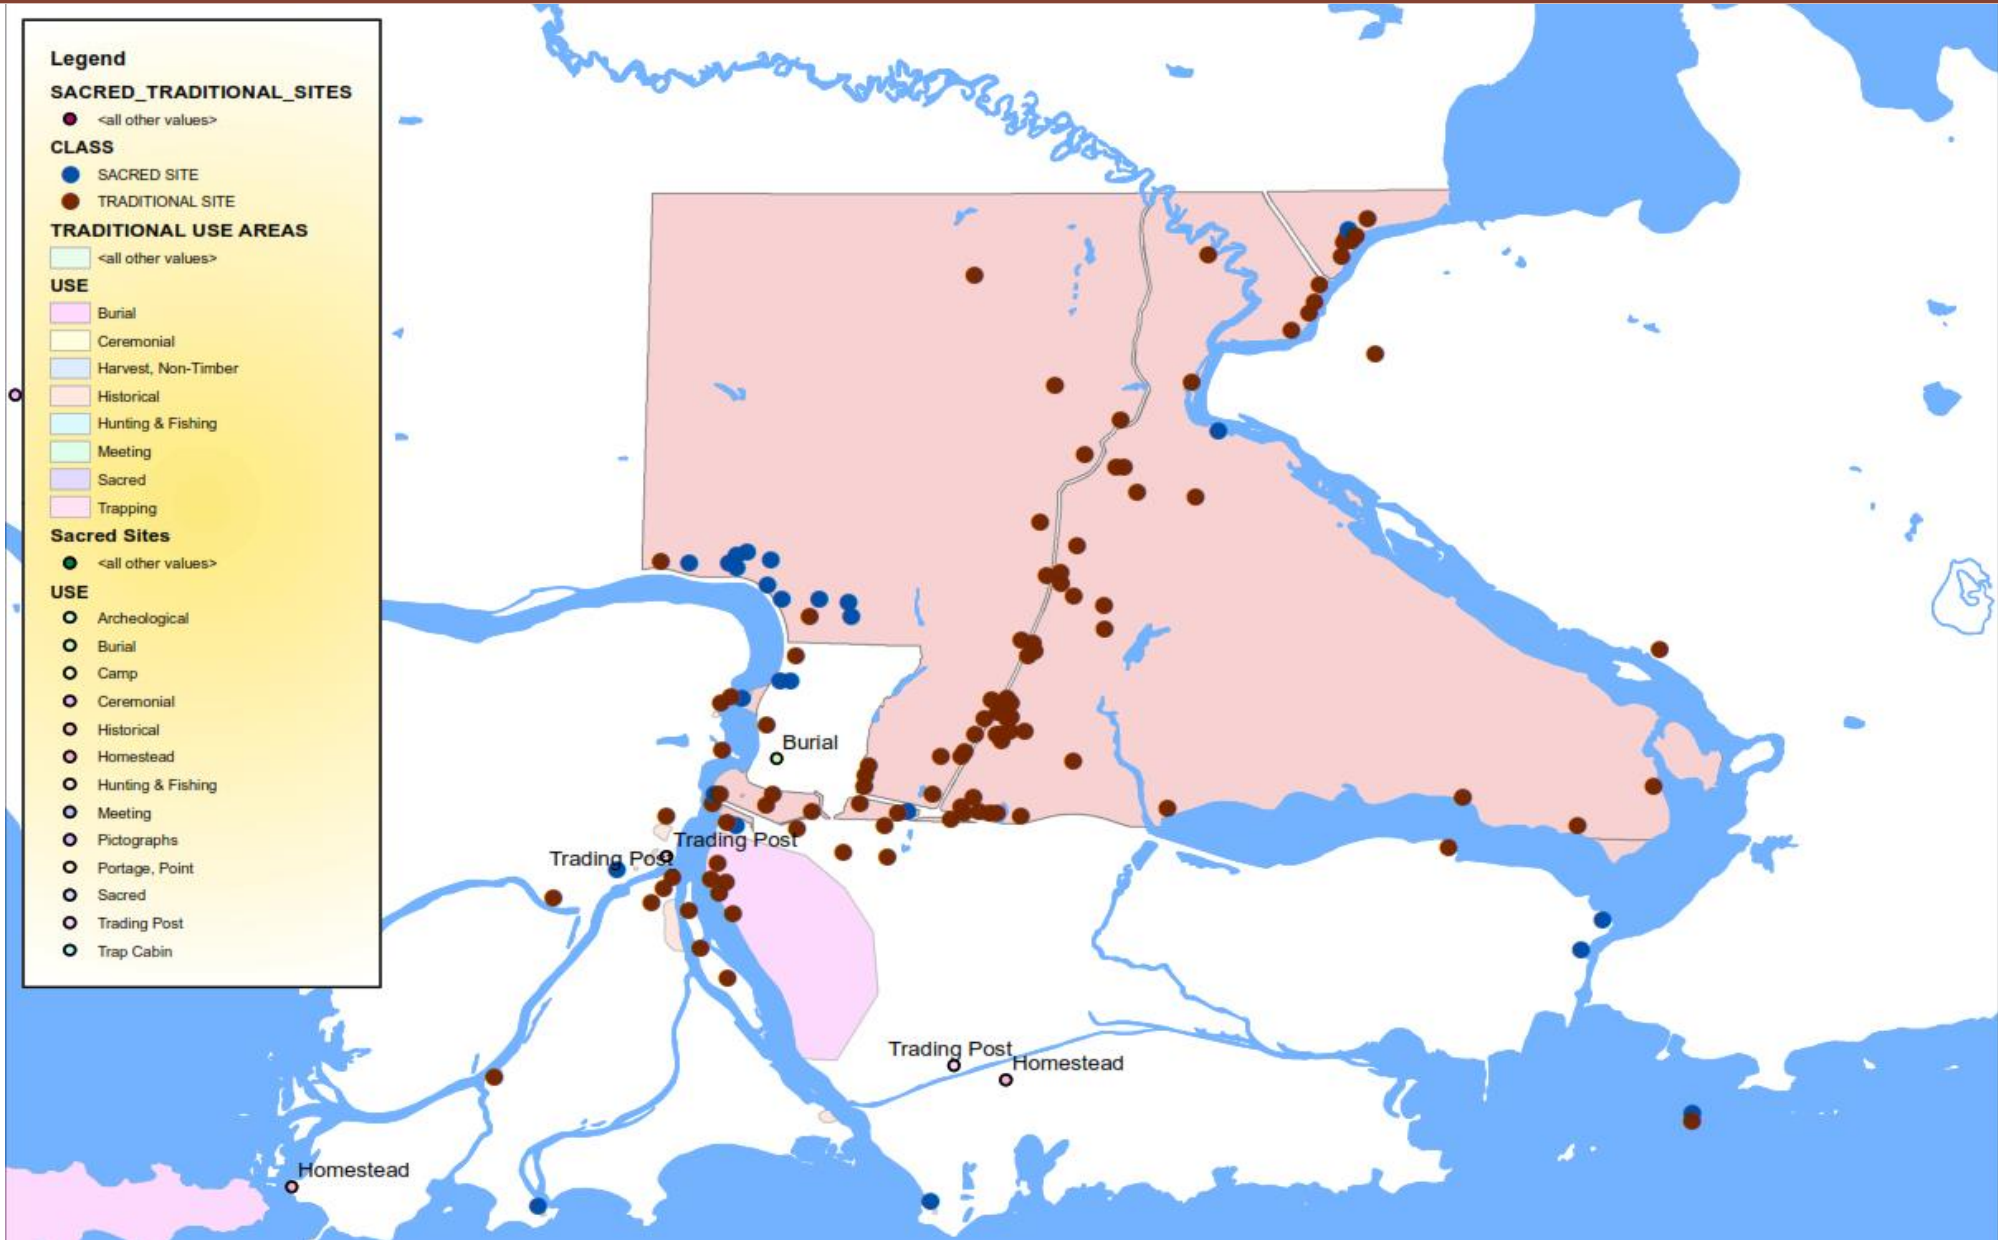 Legend
SACRED_TRADITIONAL_SITES
<all other values>
CLASS
SACRED SITE
TRADITIONAL SITE
TRADITIONAL USE AREAS
<all other values>
USE
Burial
Ceremonial
Harvest, Non-Timber
Historical
Hunting & Fishing
Meeting
Sacred
Trapping
Sacred Sites
<all other values>
USE
Archeological
Burial
Camp
Ceremonial
Historical
Homestead
Hunting & Fishing
Meeting
Pictographs
Portage, Point
Sacred
Trading Post
Trap Cabin
Burial
Trading Post
Trading Post
Trading Post
Homestead
Homestead